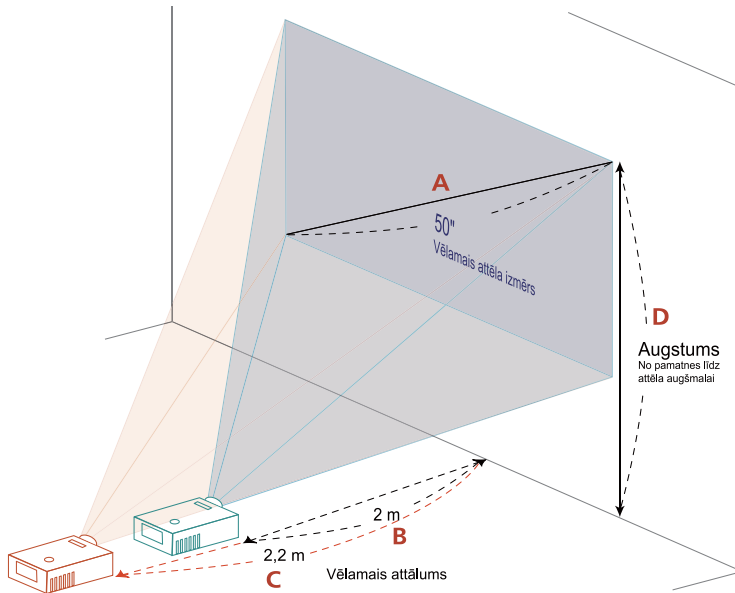 A
50"
Vēlamais attēla izmērs
D
Augstums
No pamatnes līdz
attēla augšmalai
2 m
B
2,2 m
C
Vēlamais attālums